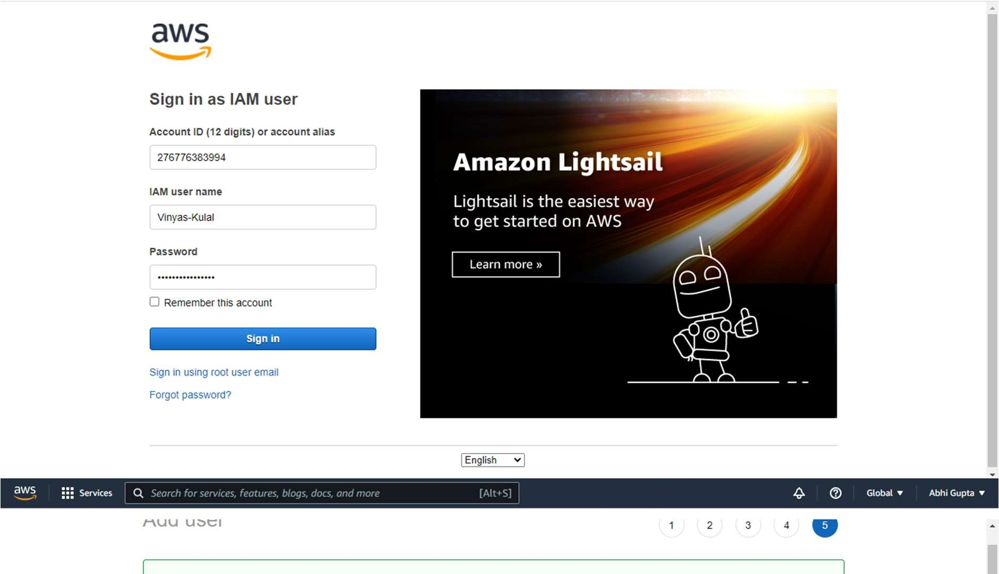 aws
Sign in as IAM user
Account ID (12 digits) or account alias
276776383994
IAM user name
Vinyas-Kulal
Password
••••••••••••••••
Remember this account
Sign in
Sign in using root user email
Forgot password?
Amazon Lightsail
Lightsail is the easiest way
to get started on AWS
Learn more »
English
aws Services Search for services, features, blogs, docs, and more [Alt+S] Global Abhi Gupta
Add user 1 2 3 4 5